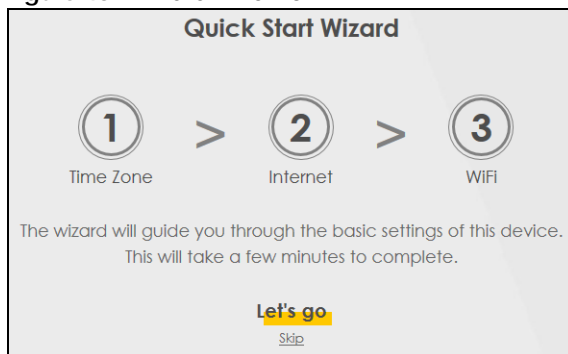 Quick Start Wizard
1 > 2 > 3
Time Zone Internet WiFi
The wizard will guide you through the basic settings of this device.
This will take a few minutes to complete.
Let's go
Skip